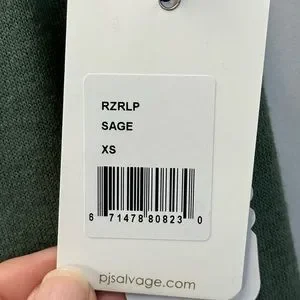 RZRLP
SAGE
XS
6 71478 80823 0
pjsalvage.com